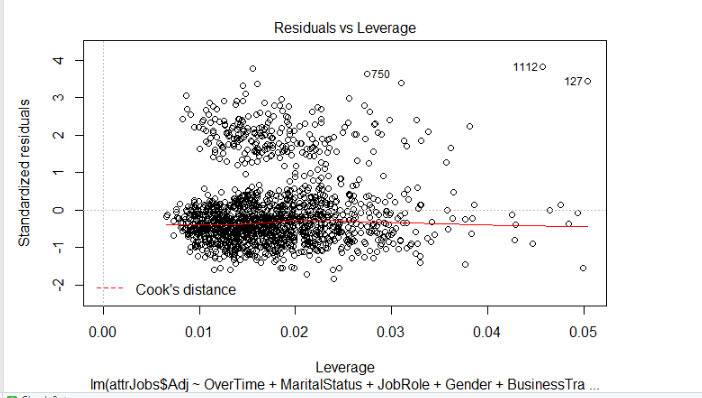 Residuals vs Leverage
Standardized residuals
4
3
2
1
0
-1
-2
750
1112
127
Cook's distance
0.00 0.01 0.02 0.03 0.04 0.05
Leverage
lm(attrJobs$Adj ~ OverTime + MaritalStatus + JobRole + Gender + BusinessTra ...